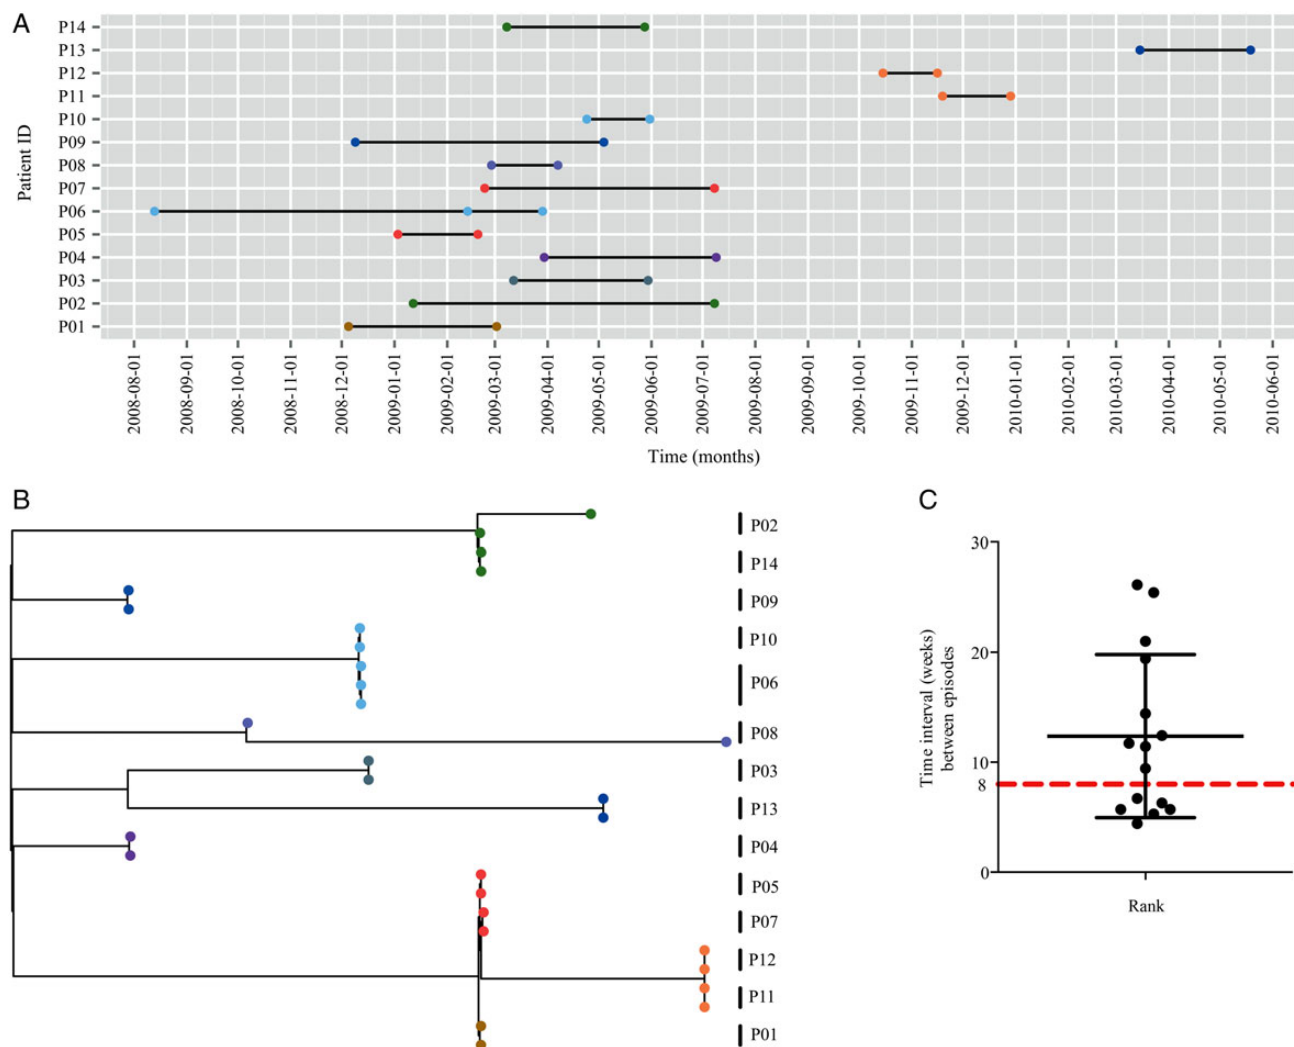 A
P14
P13
P12
P11
P10
P09
P08
P07
P06
P05
P04
P03
P02
P01
Patient ID
2008-08-01
2008-09-01
2008-10-01
2008-11-01
2008-12-01
2009-01-01
2009-02-01
2009-03-01
2009-04-01
2009-05-01
2009-06-01
2009-07-01
2009-08-01
2009-09-01
2009-10-01
2009-11-01
2009-12-01
2010-01-01
2010-02-01
2010-03-01
2010-04-01
2010-05-01
2010-06-01
Time (months)
B
P02
P14
P09
P10
P06
P08
P03
P13
P04
P05
P07
P12
P11
P01
C
Time interval (weeks)
between episodes
30
20
10
8
0
Rank